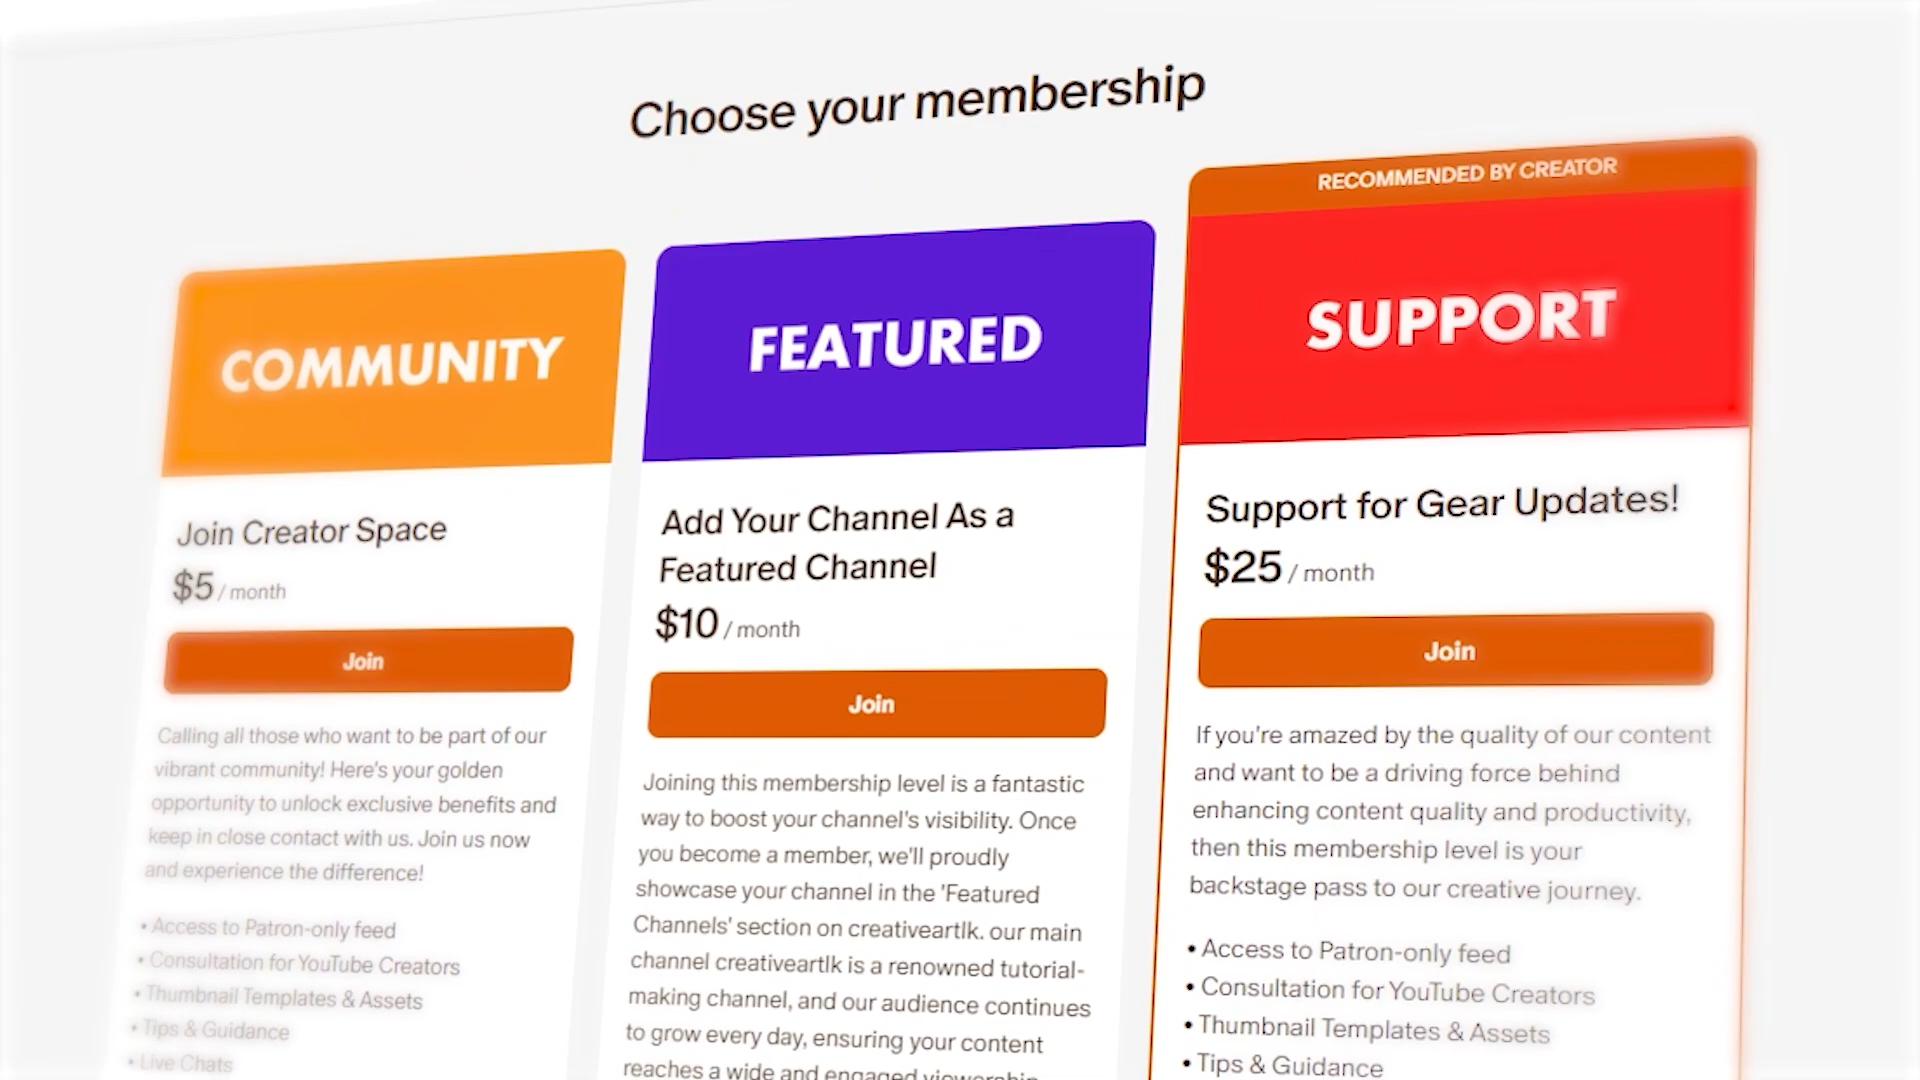 Choose your membership
COMMUNITY
Join Creator Space
$5 / month
Join
Calling all those who want to be part of our
vibrant community! Here's your golden
opportunity to unlock exclusive benefits and
keep in close contact with us. Join us now
and experience the difference!
• Access to Patron-only feed
• Consultation for YouTube Creators
• Thumbnail Templates & Assets
• Tips & Guidance
• Live Chats
FEATURED
Add Your Channel As a
Featured Channel
$10 / month
Join
Joining this membership level is a fantastic
way to boost your channel's visibility. Once
you become a member, we'll proudly
showcase your channel in the 'Featured
Channels' section on creativeartlk. our main
channel creativeartlk is a renowned tutorial-
making channel, and our audience continues
to grow every day, ensuring your content
reaches a wide and engaged viewership
RECOMMENDED BY CREATOR
SUPPORT
Support for Gear Updates!
$25 / month
Join
If you're amazed by the quality of our content
and want to be a driving force behind
enhancing content quality and productivity,
then this membership level is your
backstage pass to our creative journey.
• Access to Patron-only feed
• Consultation for YouTube Creators
• Thumbnail Templates & Assets
• Tips & Guidance